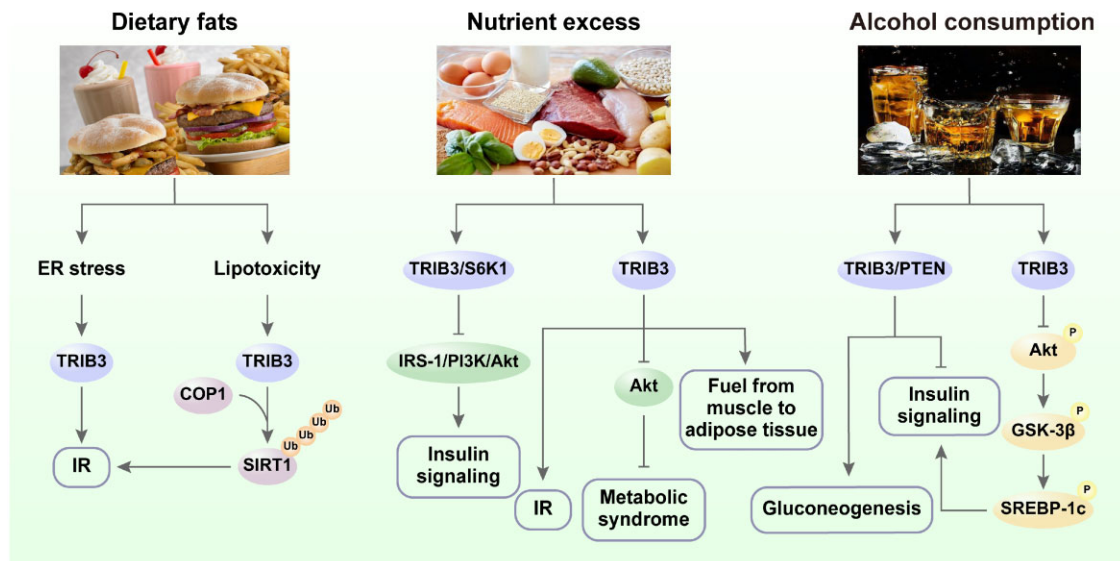 Dietary fats
Nutrient excess
Alcohol consumption
ER stress
Lipotoxicity
TRIB3
TRIB3
COP1
Ub
Ub
Ub
Ub
IR
SIRT1
TRIB3/S6K1
TRIB3
IRS-1/PI3K/Akt
Akt
Fuel from
muscle to
adipose tissue
Insulin
signaling
IR
Metabolic
syndrome
TRIB3/PTEN
TRIB3
P
Akt
Insulin
signaling
P
GSK-3β
Gluconeogenesis
P
SREBP-1c